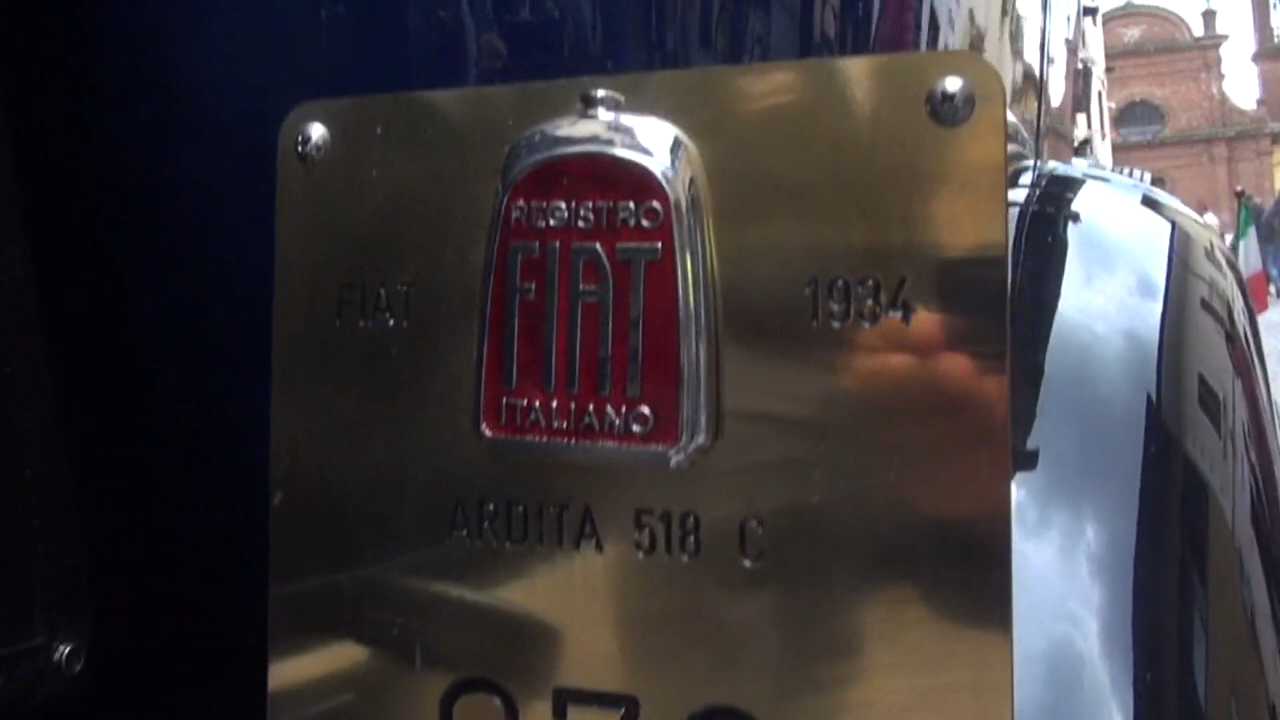 REGISTRO
FIAT
ITALIANO
FIAT 1934
ARDITA 518 C